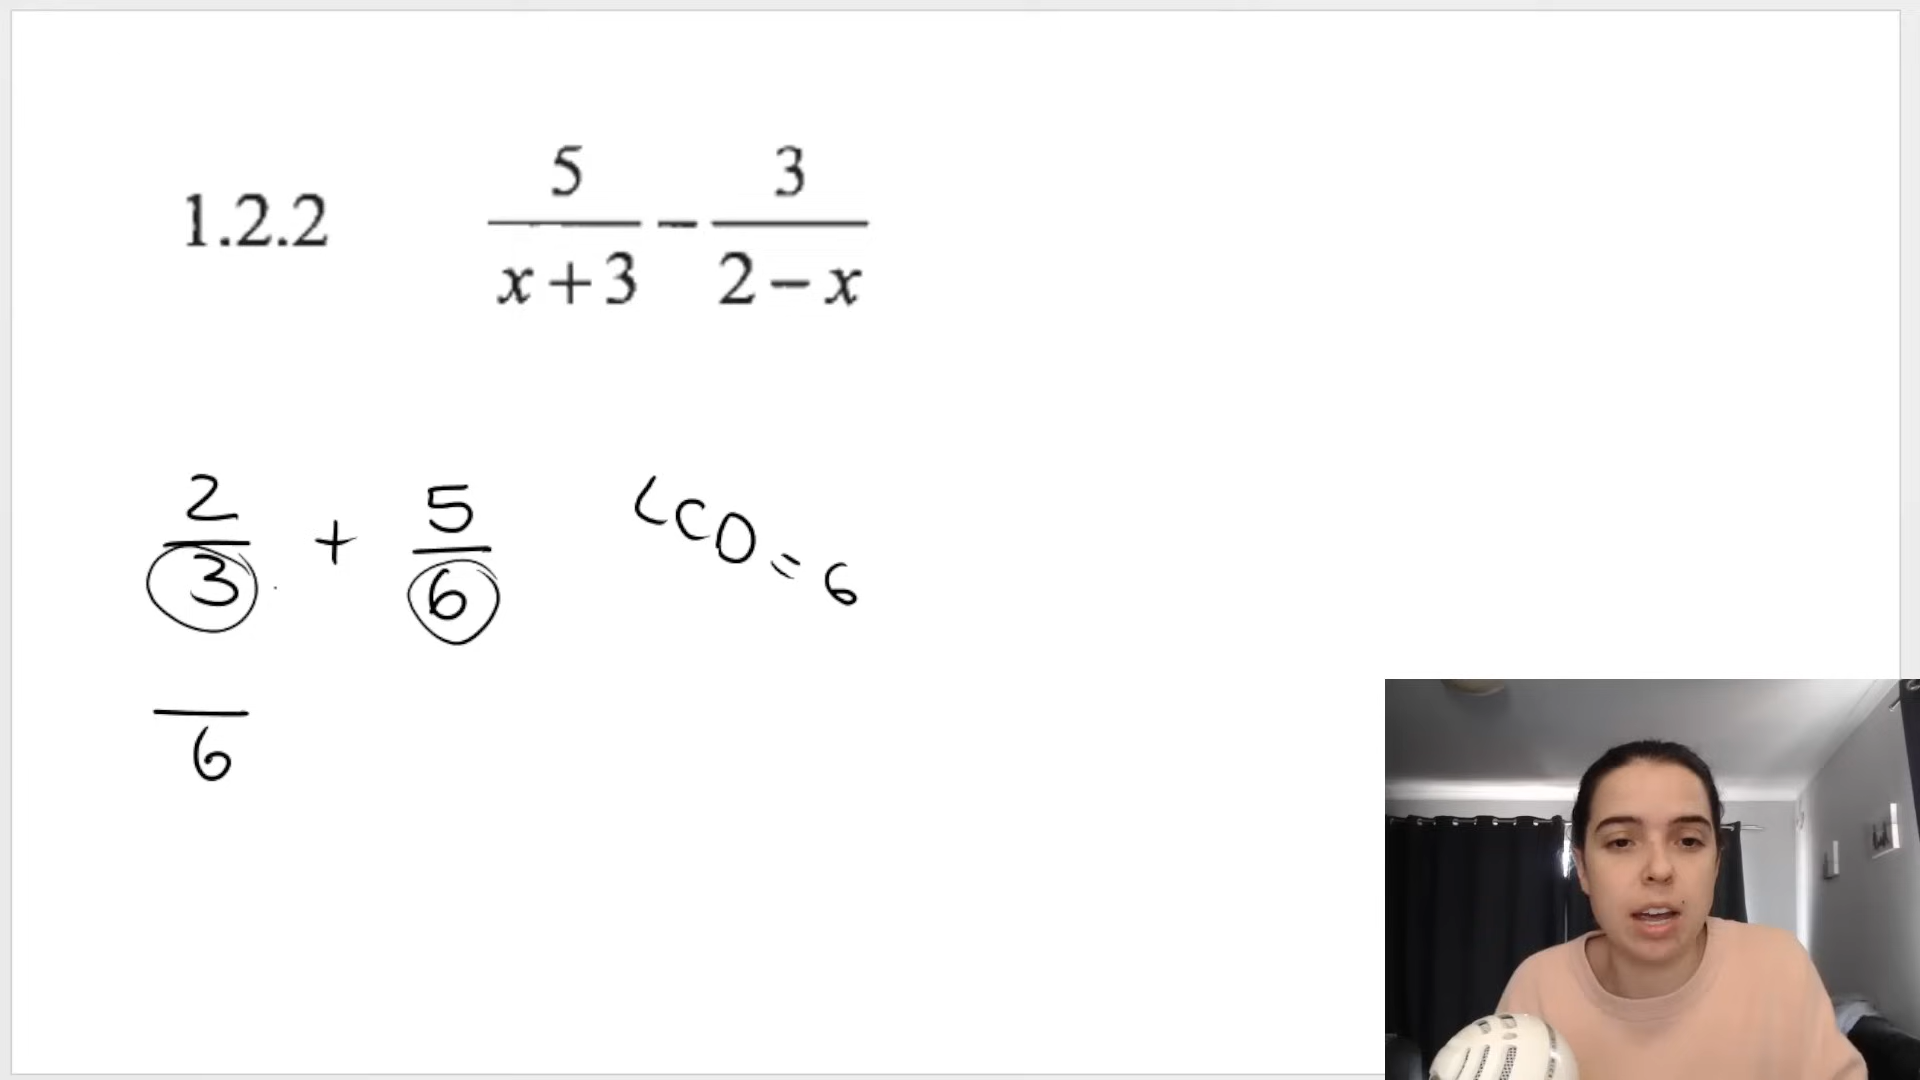 1.2.2 5/(x+3) − 3/(2−x)
2/3 + 5/6 LCD = 6
/6